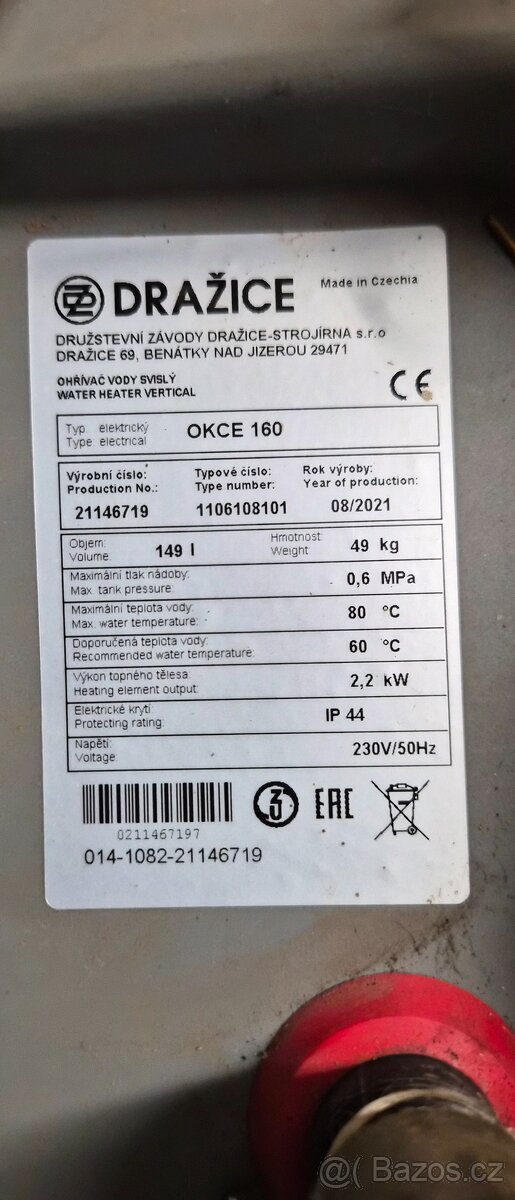 DRAŽICE
Made in Czechia
DRUŽSTEVNÍ ZÁVODY DRAŽICE-STROJÍRNA s.r.o
DRAŽICE 69, BENÁTKY NAD JIZEROU 29471
OHŘÍVAČ VODY SVISLÝ
WATER HEATER VERTICAL
CE
Typ elektrický
Type electrical
OKCE 160
Výrobní číslo:
Production No.:
21146719
Typové číslo:
Type number:
1106108101
Rok výroby:
Year of production:
08/2021
Objem:
Volume:
149 l
Hmotnost:
Weight:
49 kg
Maximální tlak nádoby:
Max. tank pressure:
0,6 MPa
Maximální teplota vody:
Max. water temperature:
80 °C
Doporučená teplota vody:
Recommended water temperature:
60 °C
Výkon topného tělesa:
Heating element output:
2,2 kW
Elektrické krytí
Protecting rating:
IP 44
Napětí:
Voltage:
230V/50Hz
0211467197
014-1082-21146719
EAC
@ Bazos.cz